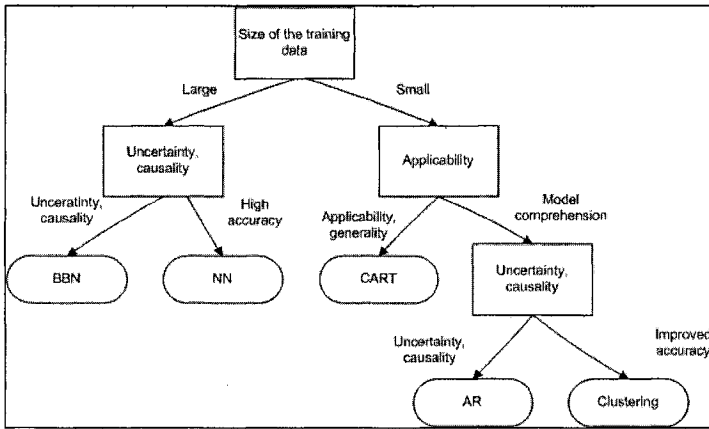 Size of the training
data
Large
Small
Uncertainty,
causality
Applicability
Unceratinty,
causality
High
accuracy
Applicability,
generality
Model
comprehension
BBN
NN
CART
Uncertainty,
causality
Uncertainty,
causality
Improved
accuracy
AR
Clustering